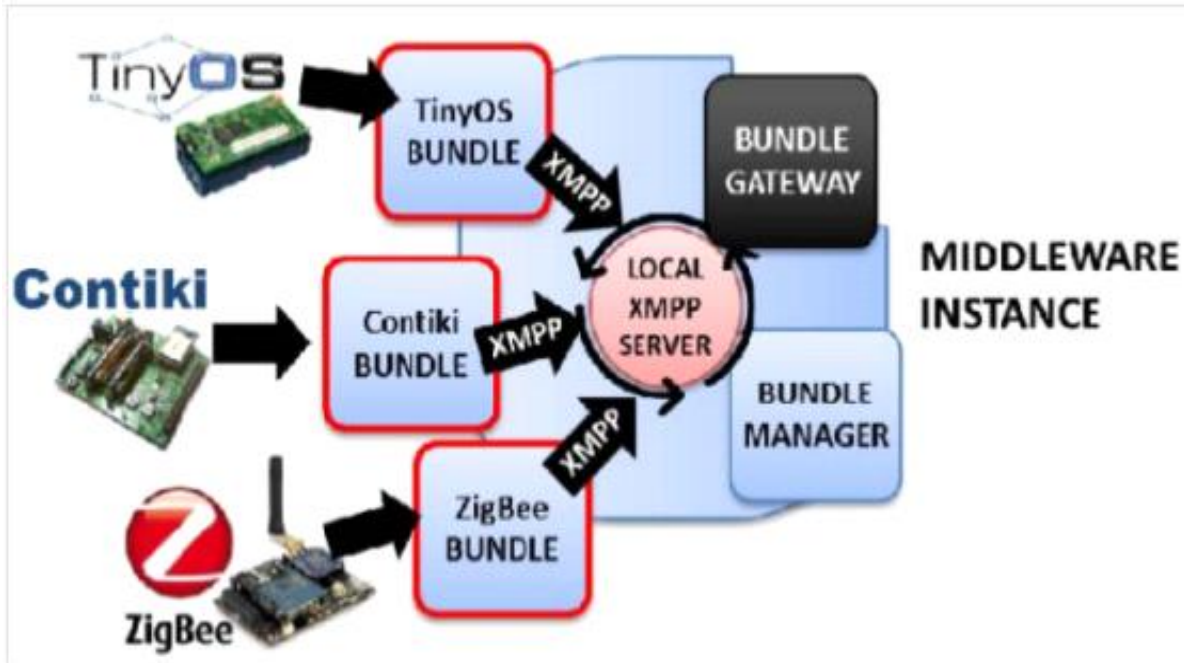 TinyOS
TinyOS
BUNDLE
XMPP
BUNDLE
GATEWAY
Contiki
Contiki
BUNDLE
XMPP
LOCAL
XMPP
SERVER
MIDDLEWARE
INSTANCE
BUNDLE
MANAGER
ZigBee
ZigBee
BUNDLE
XMPP